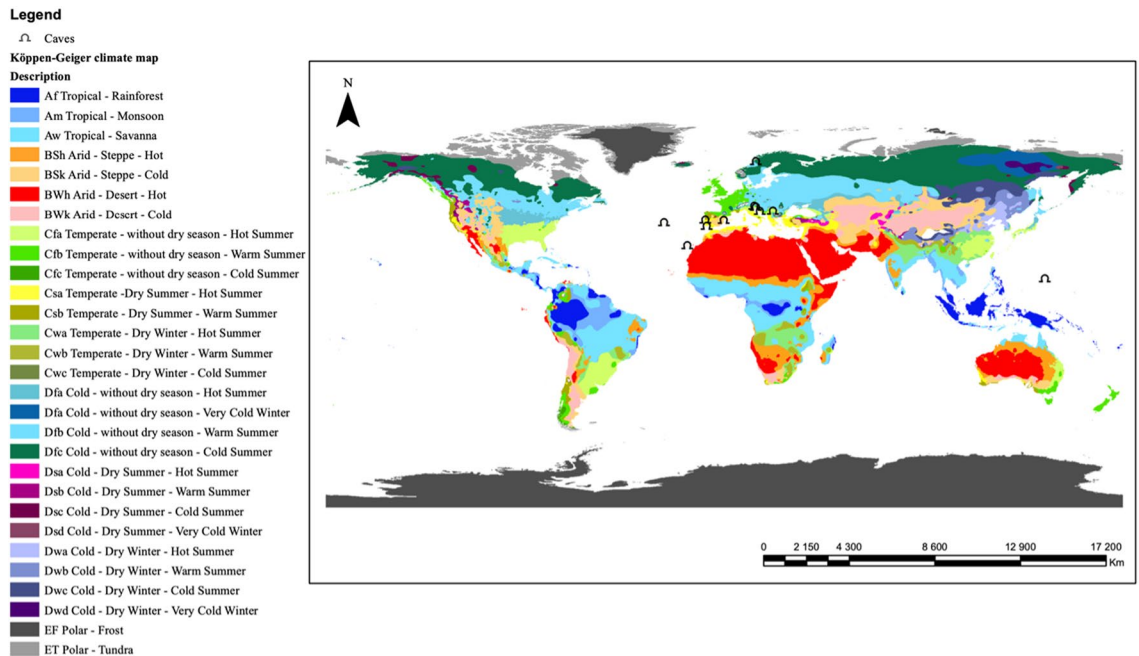 Legend
Caves
Köppen-Geiger climate map
Description
Af Tropical - Rainforest
Am Tropical - Monsoon
Aw Tropical - Savanna
BSh Arid - Steppe - Hot
BSk Arid - Steppe - Cold
BWh Arid - Desert - Hot
BWk Arid - Desert - Cold
Cfa Temperate - without dry season - Hot Summer
Cfb Temperate - without dry season - Warm Summer
Cfc Temperate - without dry season - Cold Summer
Csa Temperate -Dry Summer - Hot Summer
Csb Temperate - Dry Summer - Warm Summer
Cwa Temperate - Dry Winter - Hot Summer
Cwb Temperate - Dry Winter - Warm Summer
Cwc Temperate - Dry Winter - Cold Summer
Dfa Cold - without dry season - Hot Summer
Dfa Cold - without dry season - Very Cold Winter
Dfb Cold - without dry season - Warm Summer
Dfc Cold - without dry season - Cold Summer
Dsa Cold - Dry Summer - Hot Summer
Dsb Cold - Dry Summer - Warm Summer
Dsc Cold - Dry Summer - Cold Summer
Dsd Cold - Dry Summer - Very Cold Winter
Dwa Cold - Dry Winter - Hot Summer
Dwb Cold - Dry Winter - Warm Summer
Dwc Cold - Dry Winter - Cold Summer
Dwd Cold - Dry Winter - Very Cold Winter
EF Polar - Frost
ET Polar - Tundra
N
0 2 150 4 300 8 600 12 900 17 200
Km